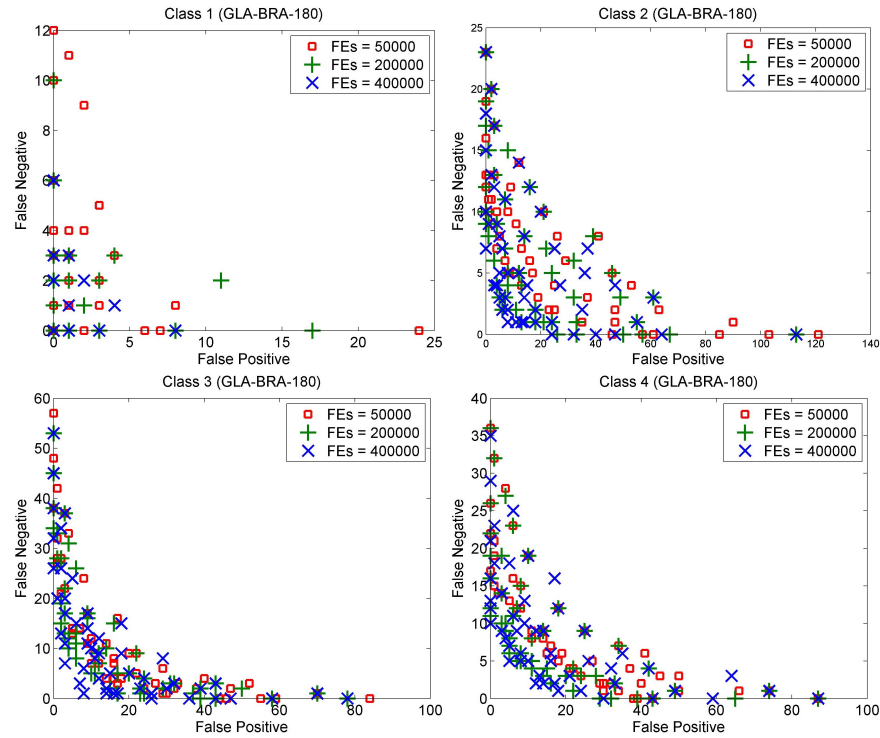 Class 1 (GLA-BRA-180)
12
10
8
6
4
2
0
False Negative
FEs = 50000
FEs = 200000
FEs = 400000
0 5 10 15 20 25
False Positive
Class 2 (GLA-BRA-180)
25
20
15
10
5
0
False Negative
FEs = 50000
FEs = 200000
FEs = 400000
0 20 40 60 80 100 120 140
False Positive
Class 3 (GLA-BRA-180)
60
50
40
30
20
10
0
False Negative
FEs = 50000
FEs = 200000
FEs = 400000
0 20 40 60 80 100
False Positive
Class 4 (GLA-BRA-180)
40
35
30
25
20
15
10
5
0
False Negative
FEs = 50000
FEs = 200000
FEs = 400000
0 20 40 60 80 100
False Positive